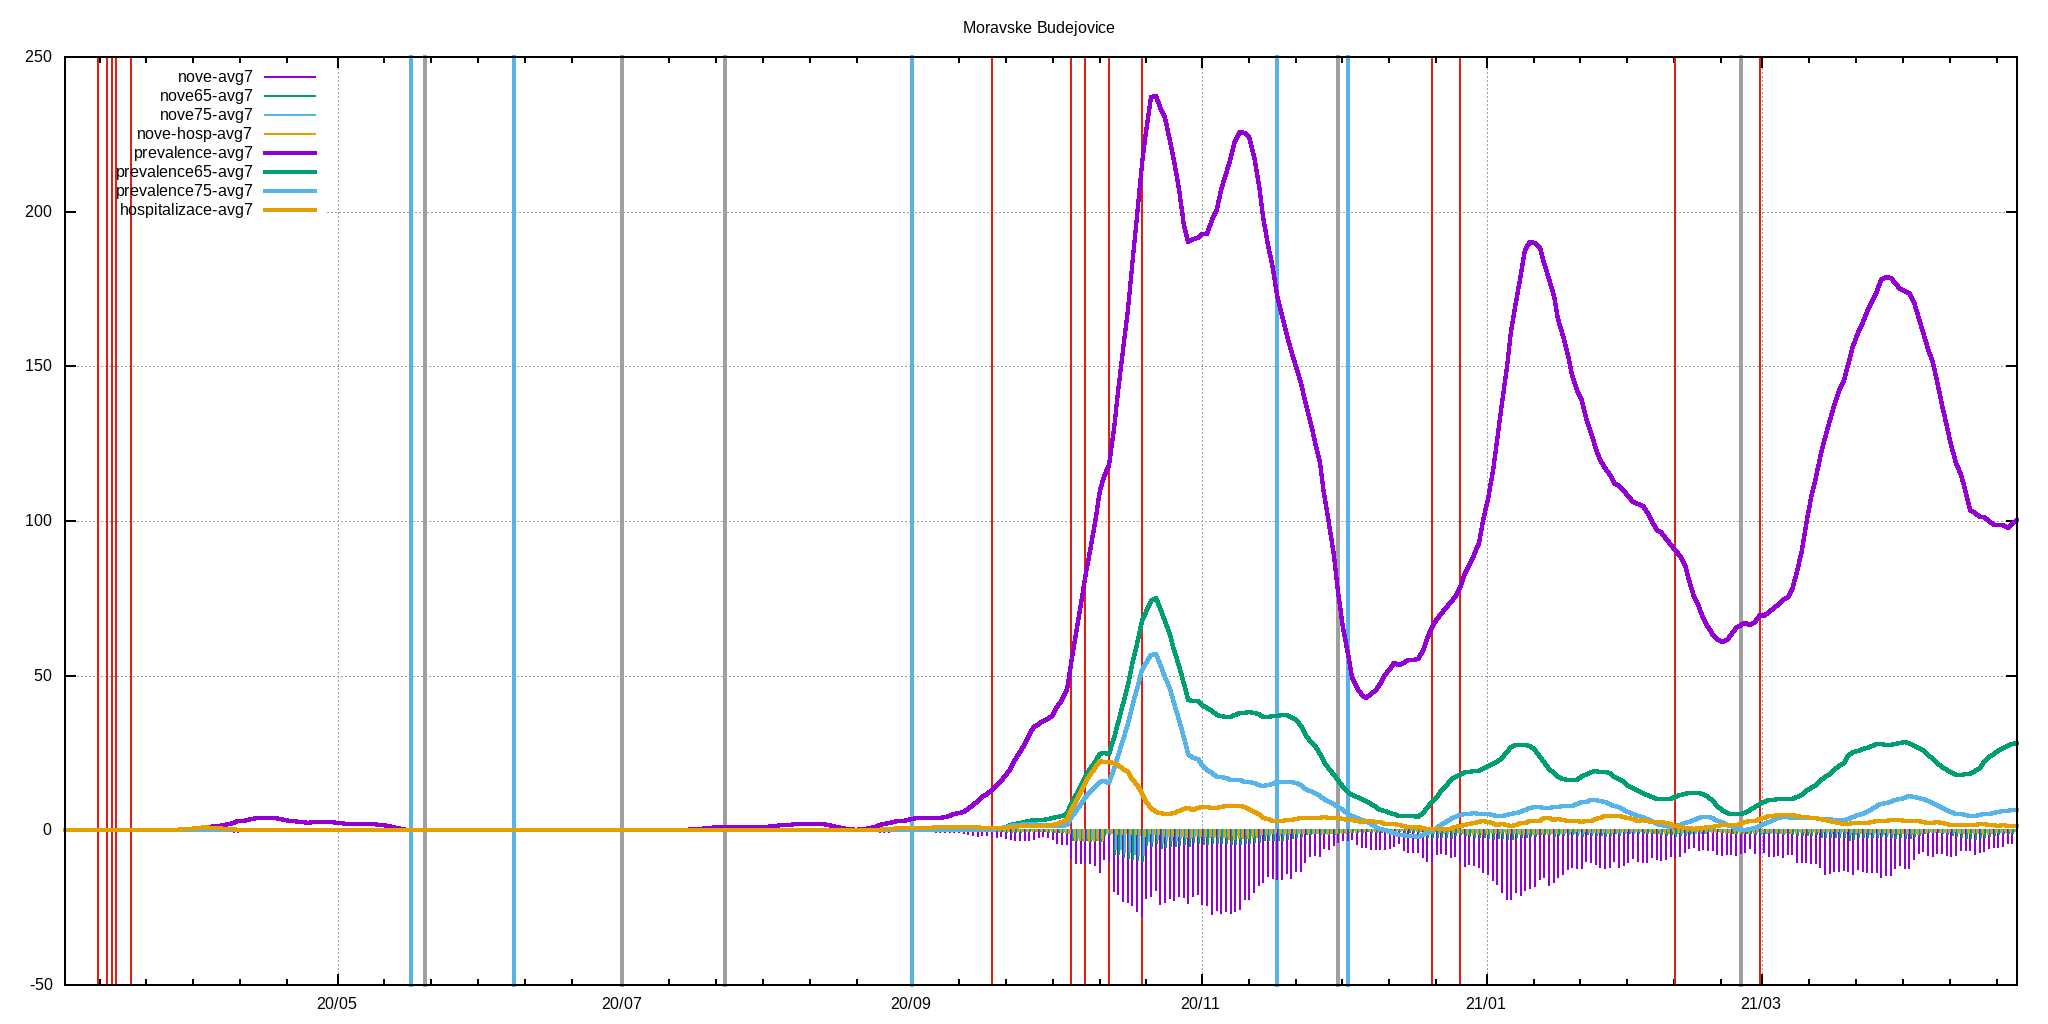 Moravske Budejovice
250
200
150
100
50
0
-50
nove-avg7
nove65-avg7
nove75-avg7
nove-hosp-avg7
prevalence-avg7
prevalence65-avg7
prevalence75-avg7
hospitalizace-avg7
20/05
20/07
20/09
20/11
21/01
21/03